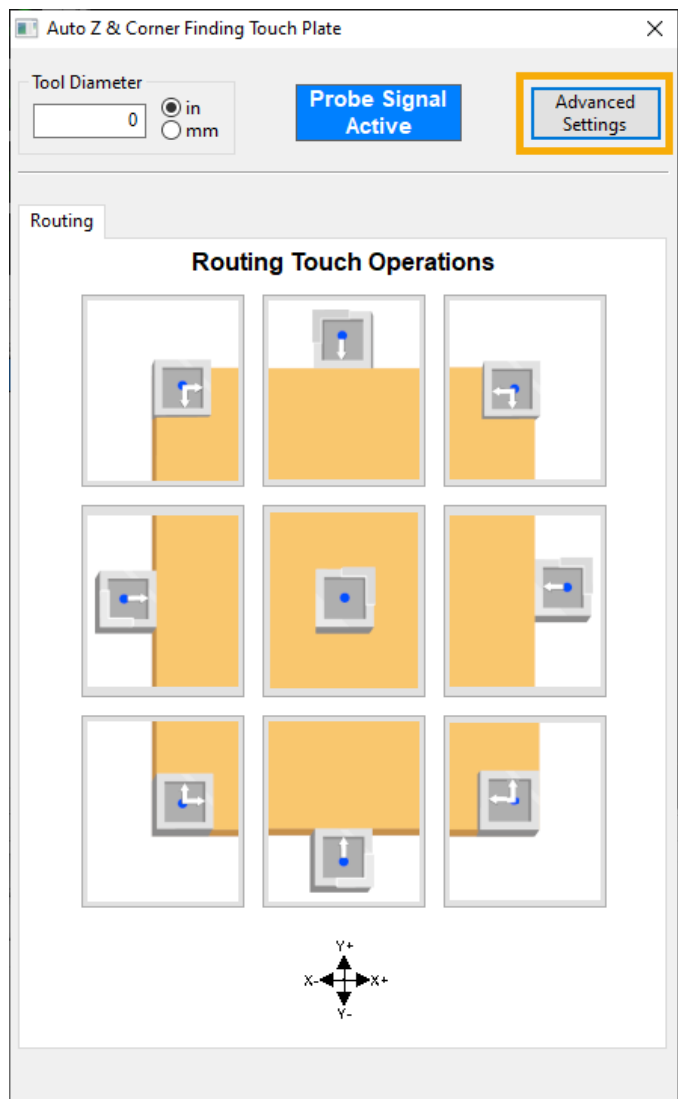 Auto Z & Corner Finding Touch Plate
Tool Diameter
0
in
mm
Probe Signal
Active
Advanced
Settings
Routing
Routing Touch Operations
Y+
X-
X+
Y-